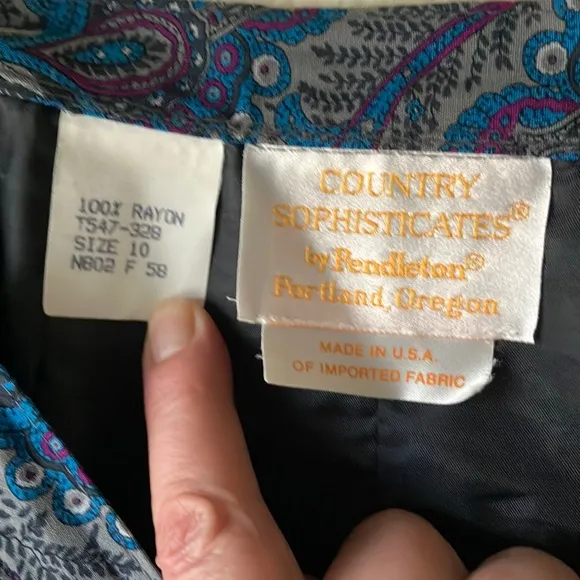 100% RAYON
T547-328
SIZE 10
N802 F 58
COUNTRY
SOPHISTICATES®
by Pendleton®
Portland, Oregon
MADE IN U.S.A.
OF IMPORTED FABRIC